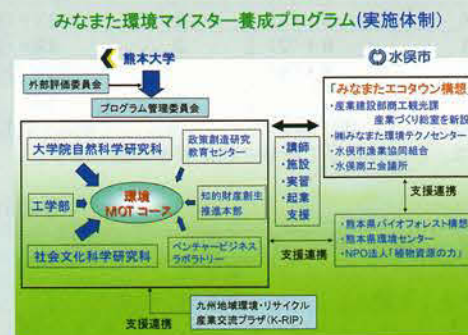 みなまた環境マイスター養成プログラム(実施体制)
熊本大学
水俣市
外部評価委員会
プログラム管理委員会
大学院自然科学研究科
政策創造研究
教育センター
工学部
環境
MOTコース
知的財産創生
推進本部
社会文化科学研究科
ベンチャービジネス
ラボラトリー
・講師
・施設
・実習
・起業
支援
「みなまたエコタウン構想」
・産業建設部商工観光課
産業づくり総室を新設
・㈱みなまた環境テクノセンター
・水俣市漁業協同組合
・水俣商工会議所
支援連携
・熊本県バイオフォレスト構想
・熊本県環境センター
・NPO法人「植物資源の力」
支援連携
九州地域環境・リサイクル
産業交流プラザ(K-RIP)
支援連携